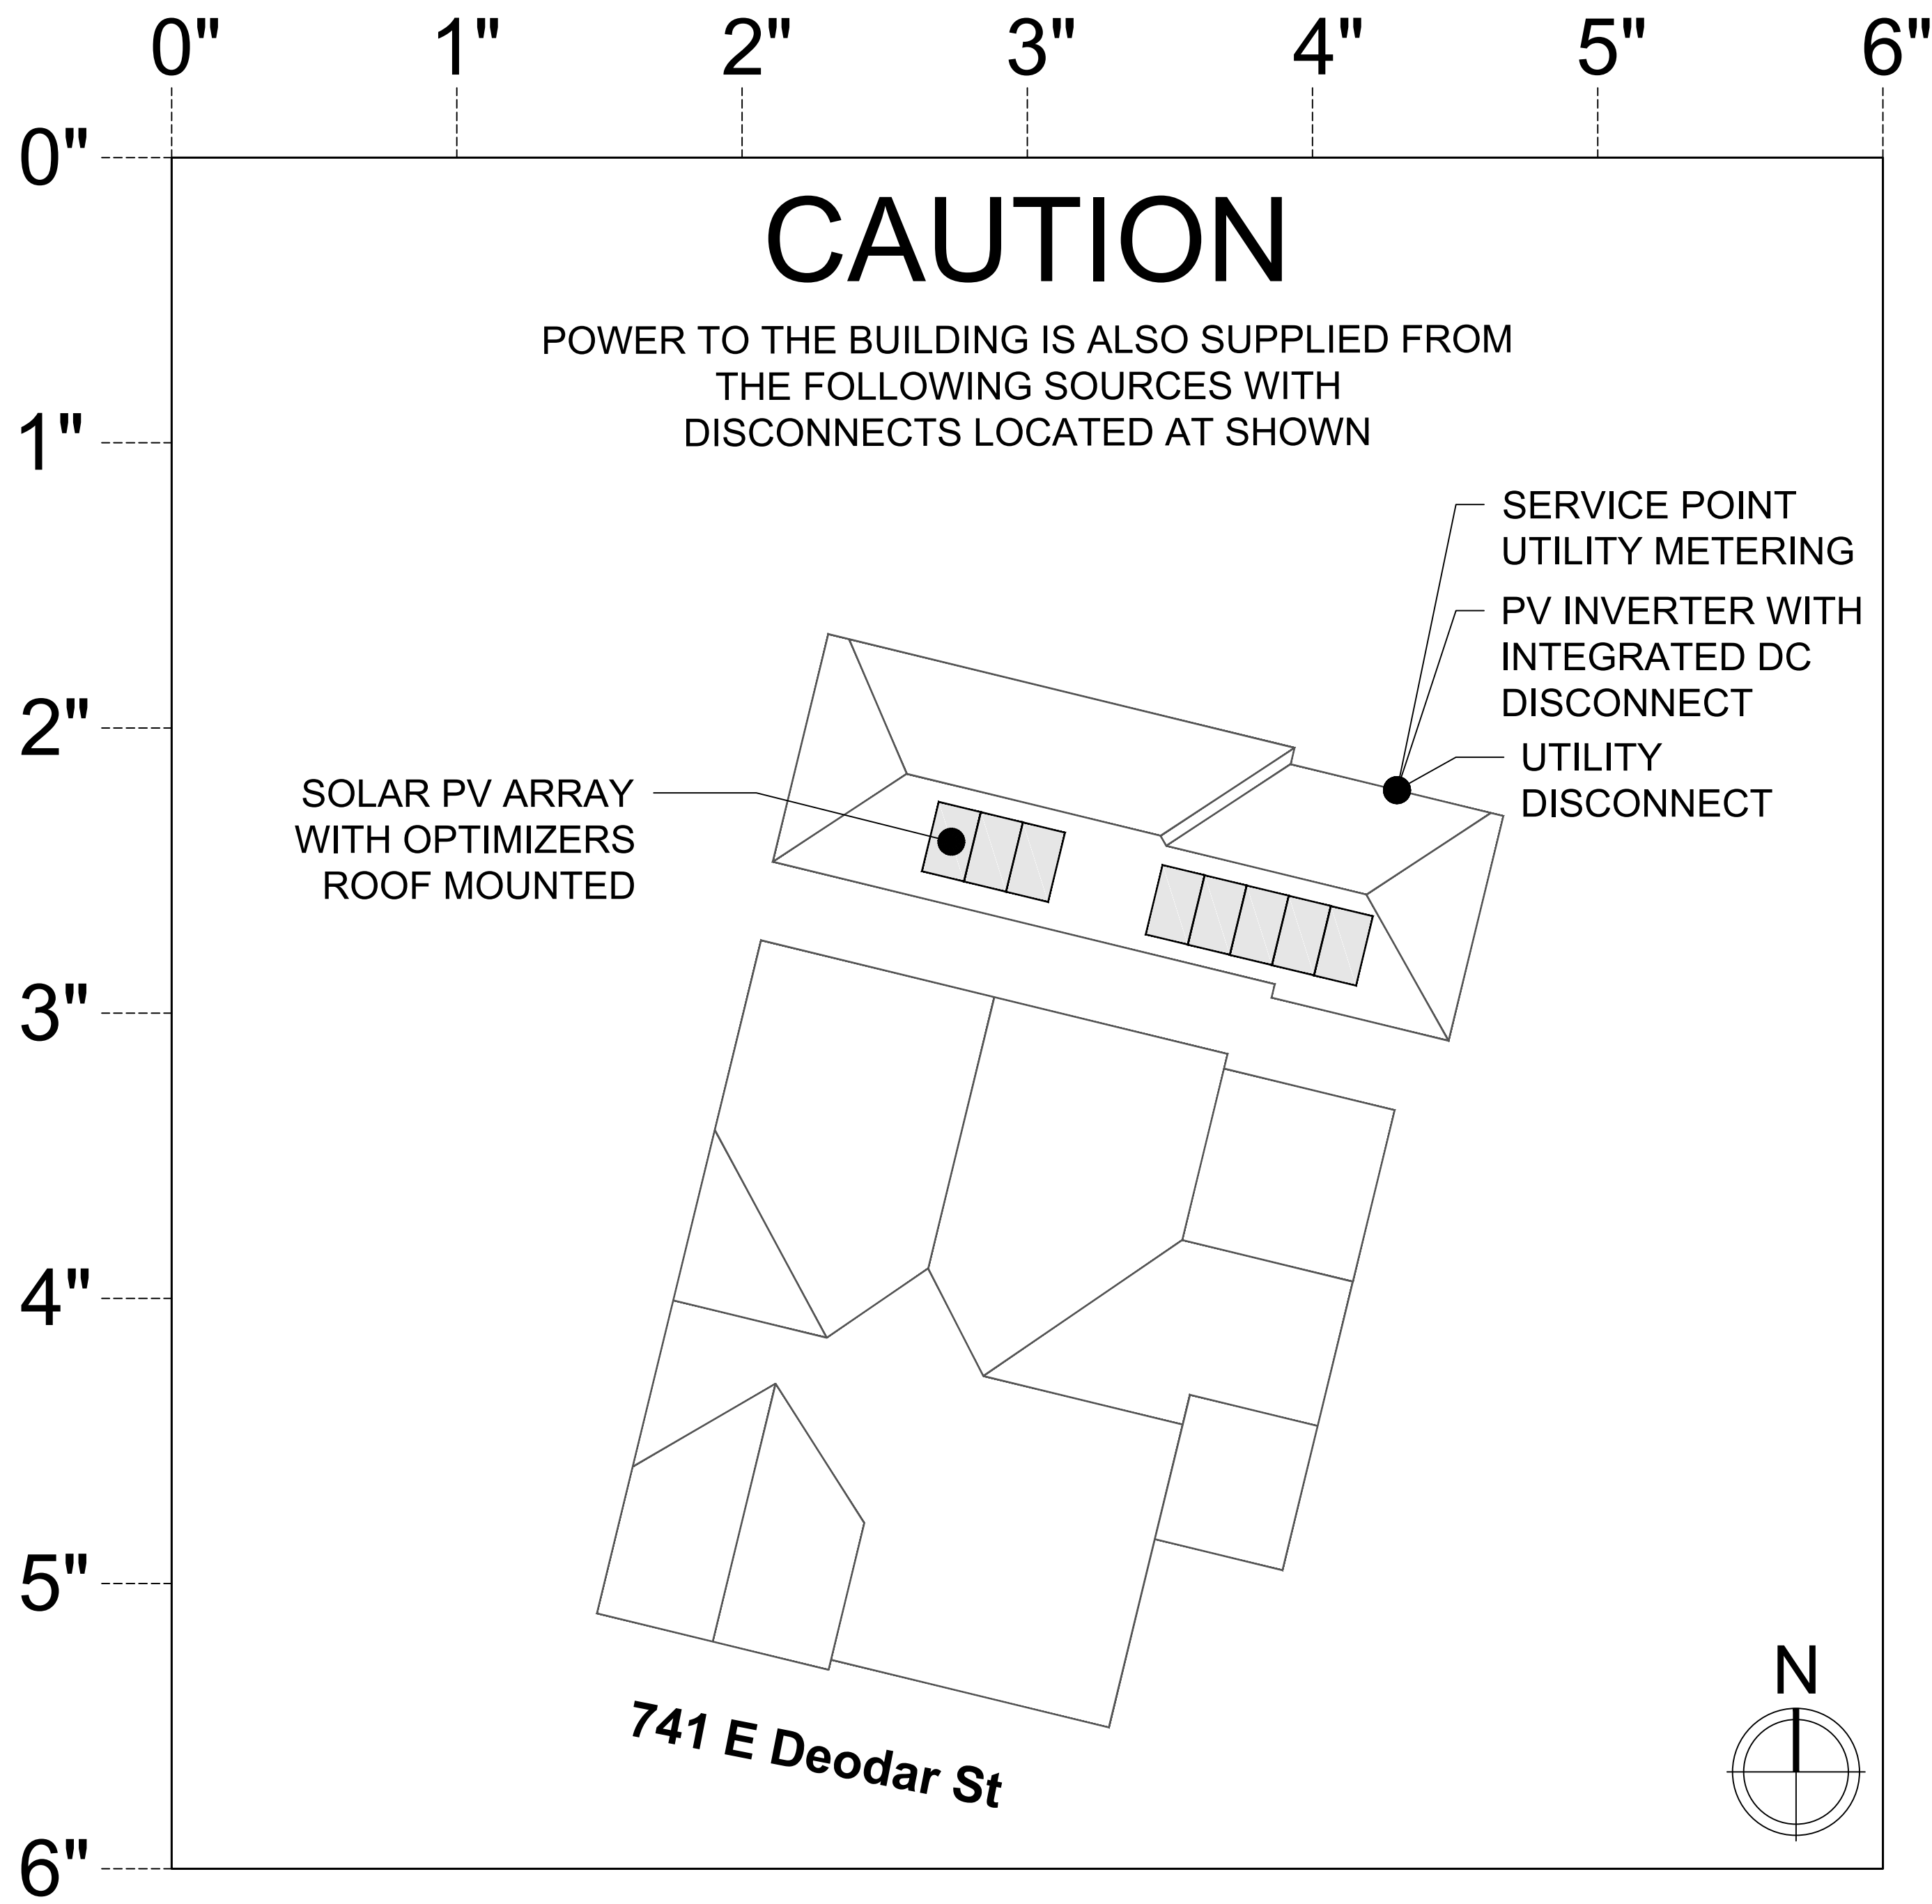 0" 1" 2" 3" 4" 5" 6"
0"
1"
2"
3"
4"
5"
6"
CAUTION
POWER TO THE BUILDING IS ALSO SUPPLIED FROM
THE FOLLOWING SOURCES WITH
DISCONNECTS LOCATED AT SHOWN
SERVICE POINT
UTILITY METERING
PV INVERTER WITH
INTEGRATED DC
DISCONNECT
UTILITY
DISCONNECT
SOLAR PV ARRAY
WITH OPTIMIZERS
ROOF MOUNTED
741 E Deodar St
N